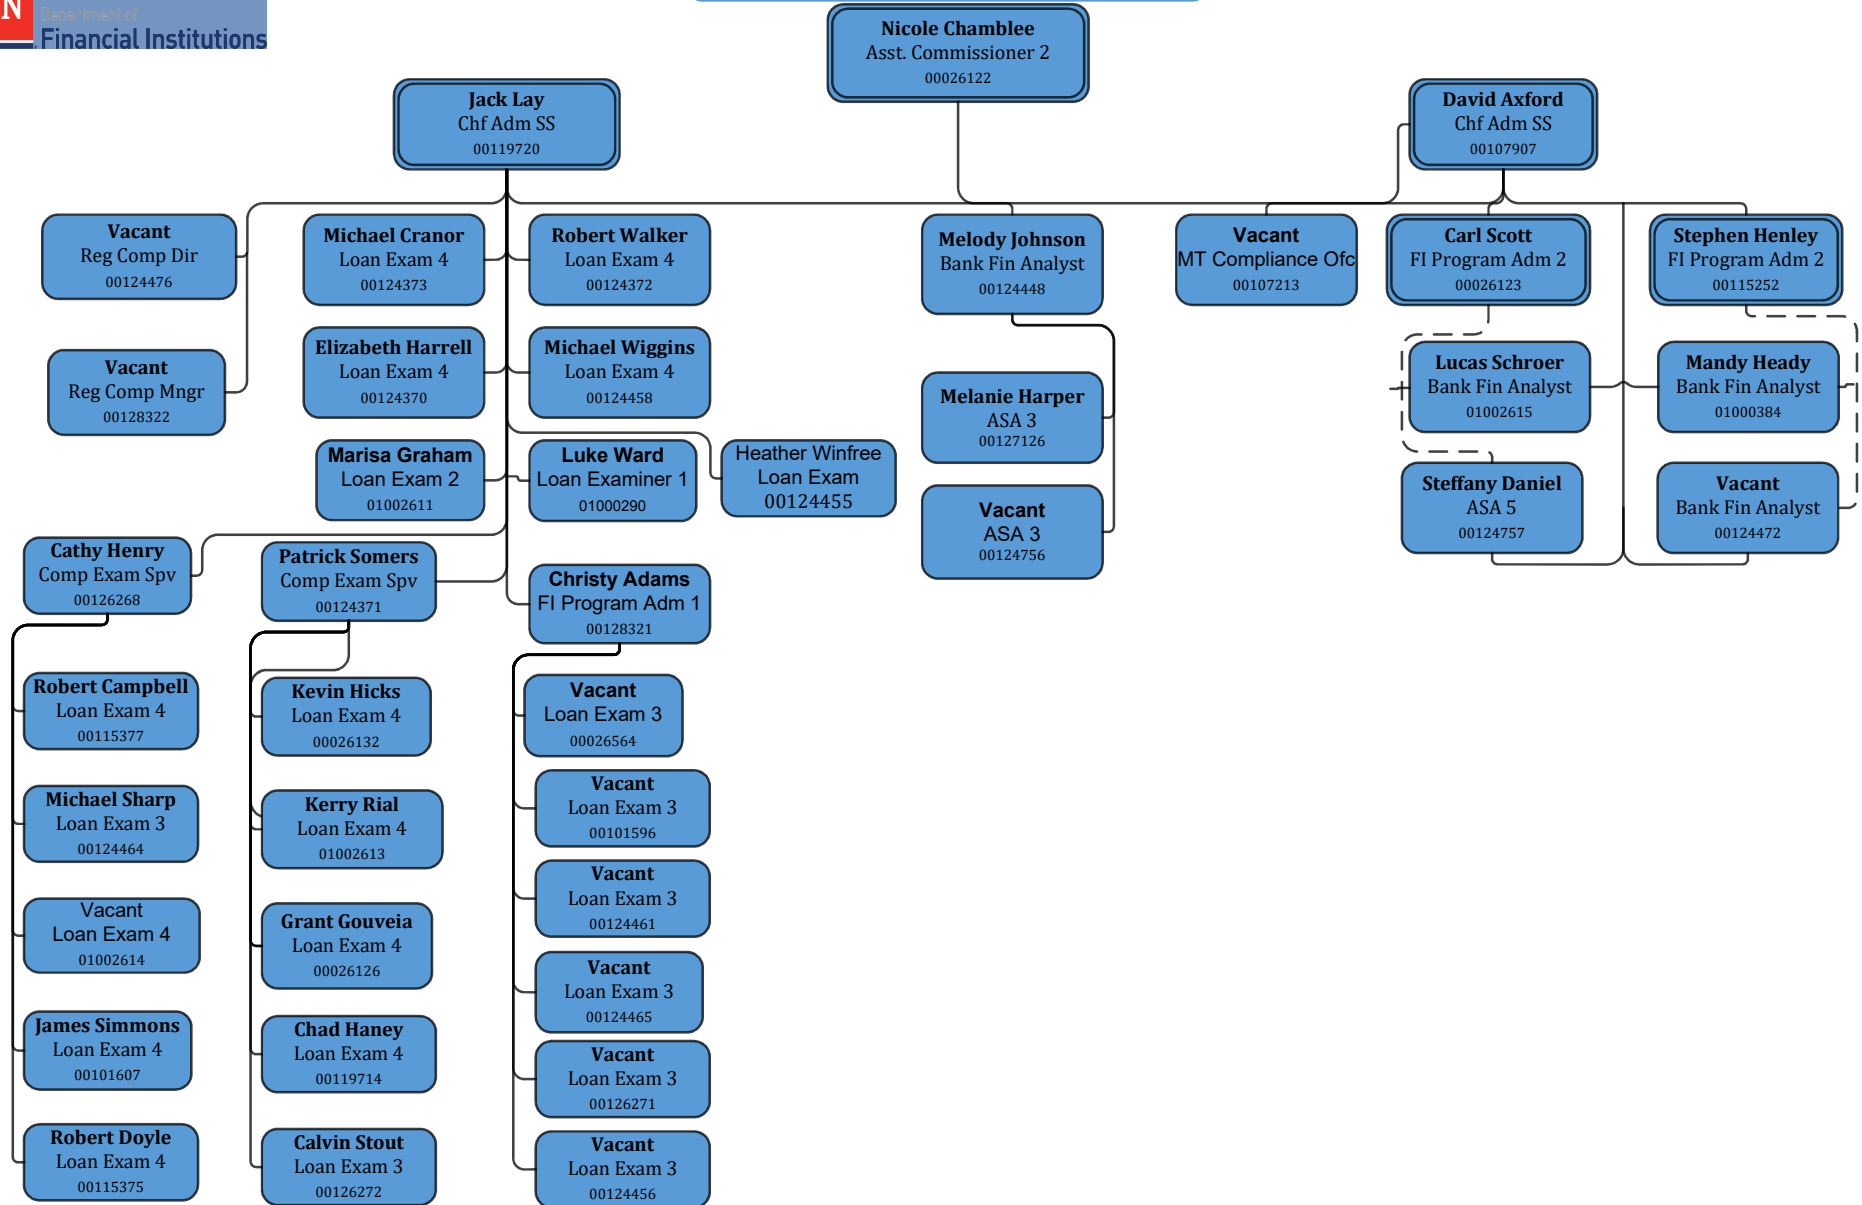 N
Department of
Financial Institutions
Nicole Chamblee
Asst. Commissioner 2
00026122
Jack Lay
Chf Adm SS
00119720
David Axford
Chf Adm SS
00107907
Vacant
Reg Comp Dir
00124476
Michael Cranor
Loan Exam 4
00124373
Robert Walker
Loan Exam 4
00124372
Melody Johnson
Bank Fin Analyst
00124448
Vacant
MT Compliance Ofc
00107213
Carl Scott
FI Program Adm 2
00026123
Stephen Henley
FI Program Adm 2
00115252
Vacant
Reg Comp Mngr
00128322
Elizabeth Harrell
Loan Exam 4
00124370
Michael Wiggins
Loan Exam 4
00124458
Melanie Harper
ASA 3
00127126
Lucas Schroer
Bank Fin Analyst
01002615
Mandy Heady
Bank Fin Analyst
01000384
Marisa Graham
Loan Exam 2
01002611
Luke Ward
Loan Examiner 1
01000290
Heather Winfree
Loan Exam
00124455
Vacant
ASA 3
00124756
Steffany Daniel
ASA 5
00124757
Vacant
Bank Fin Analyst
00124472
Cathy Henry
Comp Exam Spv
00126268
Patrick Somers
Comp Exam Spv
00124371
Christy Adams
FI Program Adm 1
00128321
Robert Campbell
Loan Exam 4
00115377
Kevin Hicks
Loan Exam 4
00026132
Vacant
Loan Exam 3
00026564
Michael Sharp
Loan Exam 3
00124464
Kerry Rial
Loan Exam 4
01002613
Vacant
Loan Exam 3
00101596
Vacant
Loan Exam 4
01002614
Grant Gouveia
Loan Exam 4
00026126
Vacant
Loan Exam 3
00124461
Vacant
Loan Exam 3
00124465
James Simmons
Loan Exam 4
00101607
Chad Haney
Loan Exam 4
00119714
Vacant
Loan Exam 3
00126271
Robert Doyle
Loan Exam 4
00115375
Calvin Stout
Loan Exam 3
00126272
Vacant
Loan Exam 3
00124456